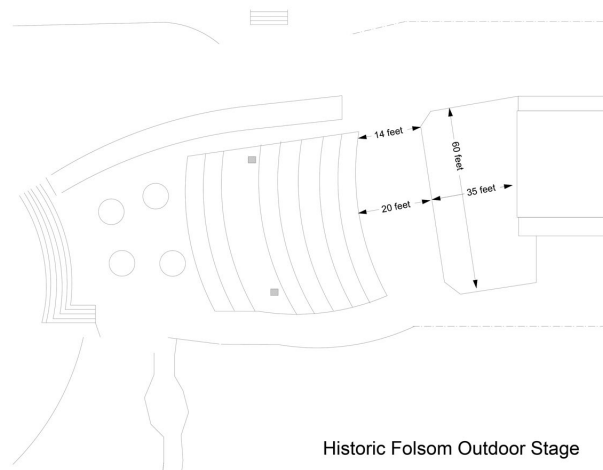 14 feet
60 feet
35 feet
20 feet
Historic Folsom Outdoor Stage